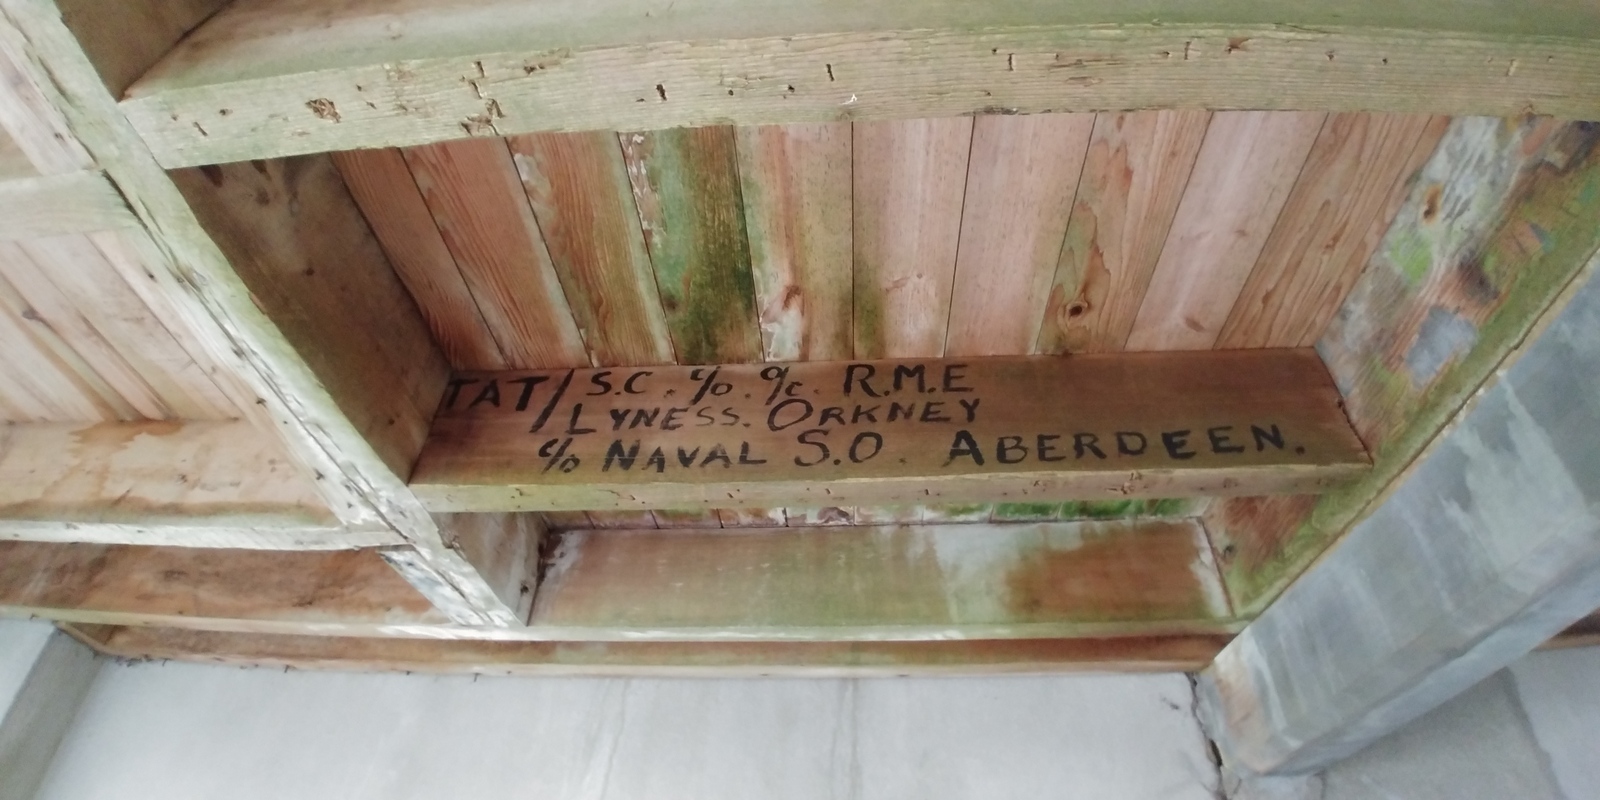 TAT/ S.C. c/o. o/c. R.M.E
LYNESS. ORKNEY
c/o NAVAL S.O. ABERDEEN.